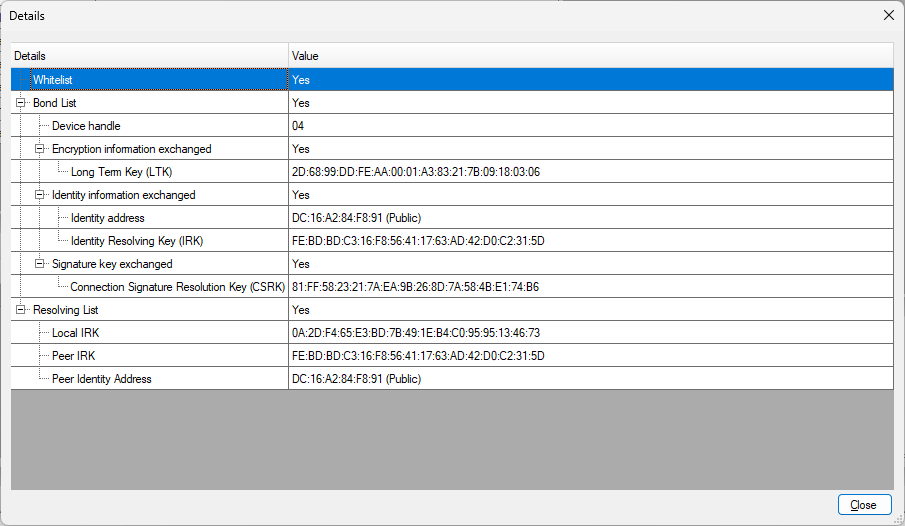 Details
Details Value
Whitelist Yes
Bond List Yes
Device handle 04
Encryption information exchanged Yes
Long Term Key (LTK) 2D:68:99:DD:FE:AA:00:01:A3:83:21:7B:09:18:03:06
Identity information exchanged Yes
Identity address DC:16:A2:84:F8:91 (Public)
Identity Resolving Key (IRK) FE:BD:BD:C3:16:F8:56:41:17:63:AD:42:D0:C2:31:5D
Signature key exchanged Yes
Connection Signature Resolution Key (CSRK) 81:FF:58:23:21:7A:EA:9B:26:8D:7A:58:4B:E1:74:B6
Resolving List Yes
Local IRK 0A:2D:F4:65:E3:BD:7B:49:1E:B4:C0:95:95:13:46:73
Peer IRK FE:BD:BD:C3:16:F8:56:41:17:63:AD:42:D0:C2:31:5D
Peer Identity Address DC:16:A2:84:F8:91 (Public)
Close